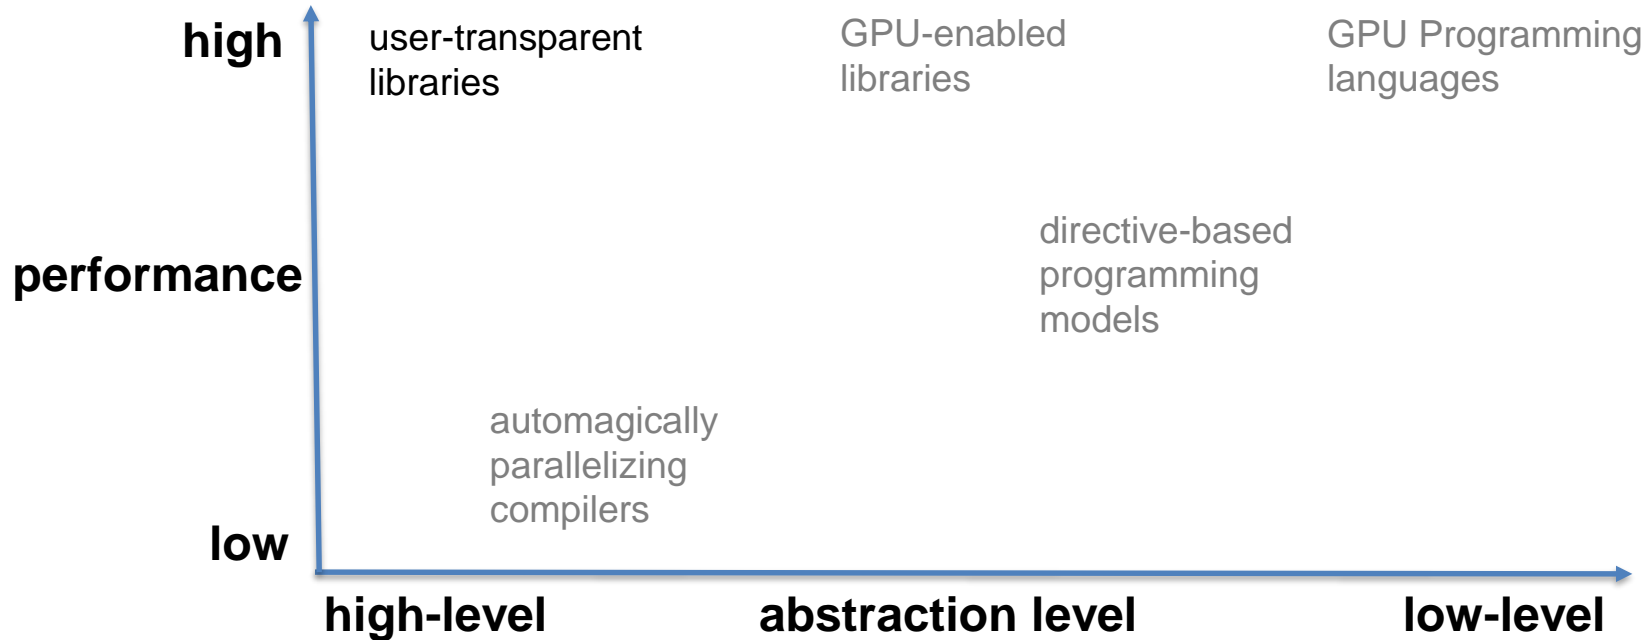 high
user-transparent
libraries
GPU-enabled
libraries
GPU Programming
languages
performance
directive-based
programming
models
automagically
parallelizing
compilers
low
high-level
abstraction level
low-level